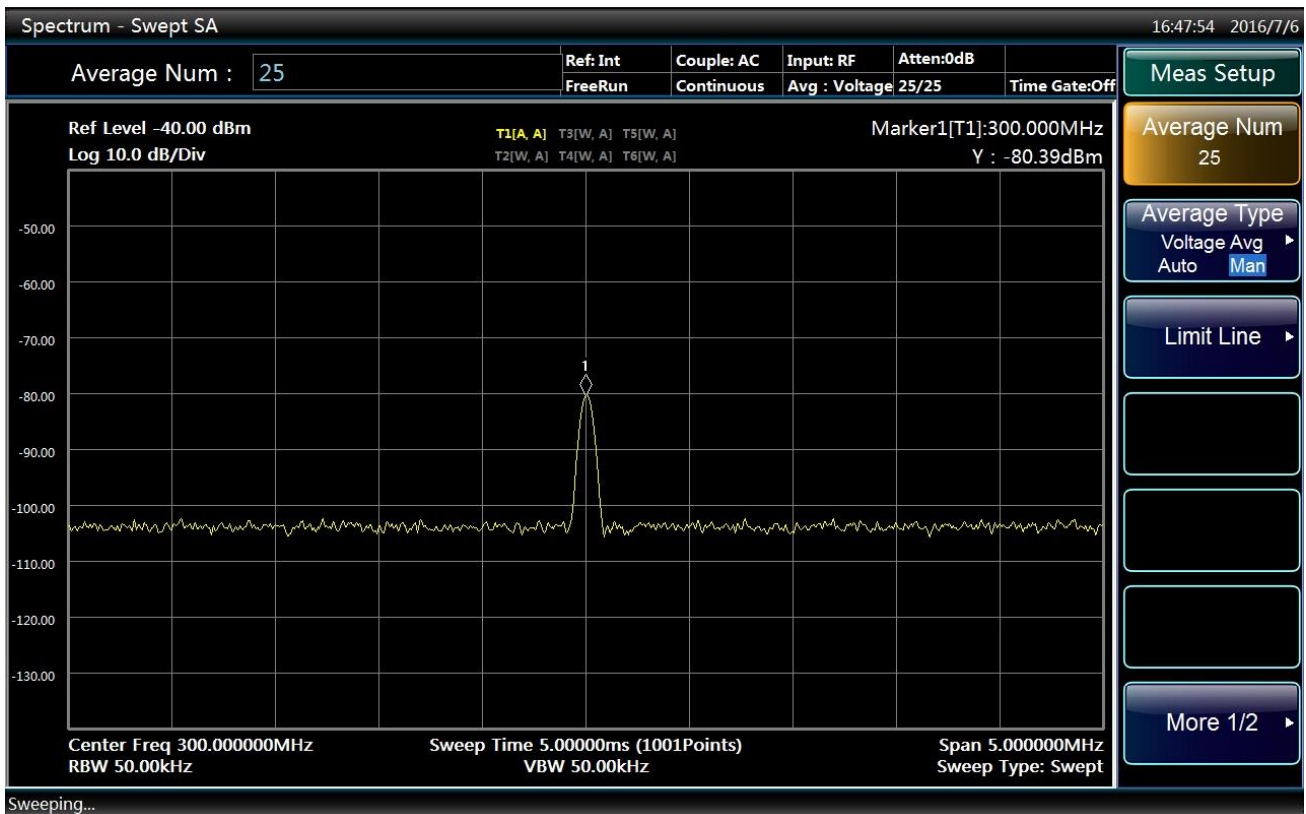 Spectrum - Swept SA
16:47:54 2016/7/6
Average Num : 25
Ref: Int Couple: AC Input: RF Atten:0dB
FreeRun Continuous Avg : Voltage 25/25 Time Gate:Off
Meas Setup
Ref Level -40.00 dBm
Log 10.0 dB/Div
T1[A, A] T3[W, A] T5[W, A]
T2[W, A] T4[W, A] T6[W, A]
Marker1[T1]:300.000MHz
Y : -80.39dBm
-50.00
-60.00
-70.00
-80.00
-90.00
-100.00
-110.00
-120.00
-130.00
1
Center Freq 300.000000MHz
RBW 50.00kHz
Sweep Time 5.00000ms (1001Points)
VBW 50.00kHz
Span 5.000000MHz
Sweep Type: Swept
Average Num
25
Average Type
Voltage Avg
Auto Man
Limit Line
More 1/2
Sweeping...